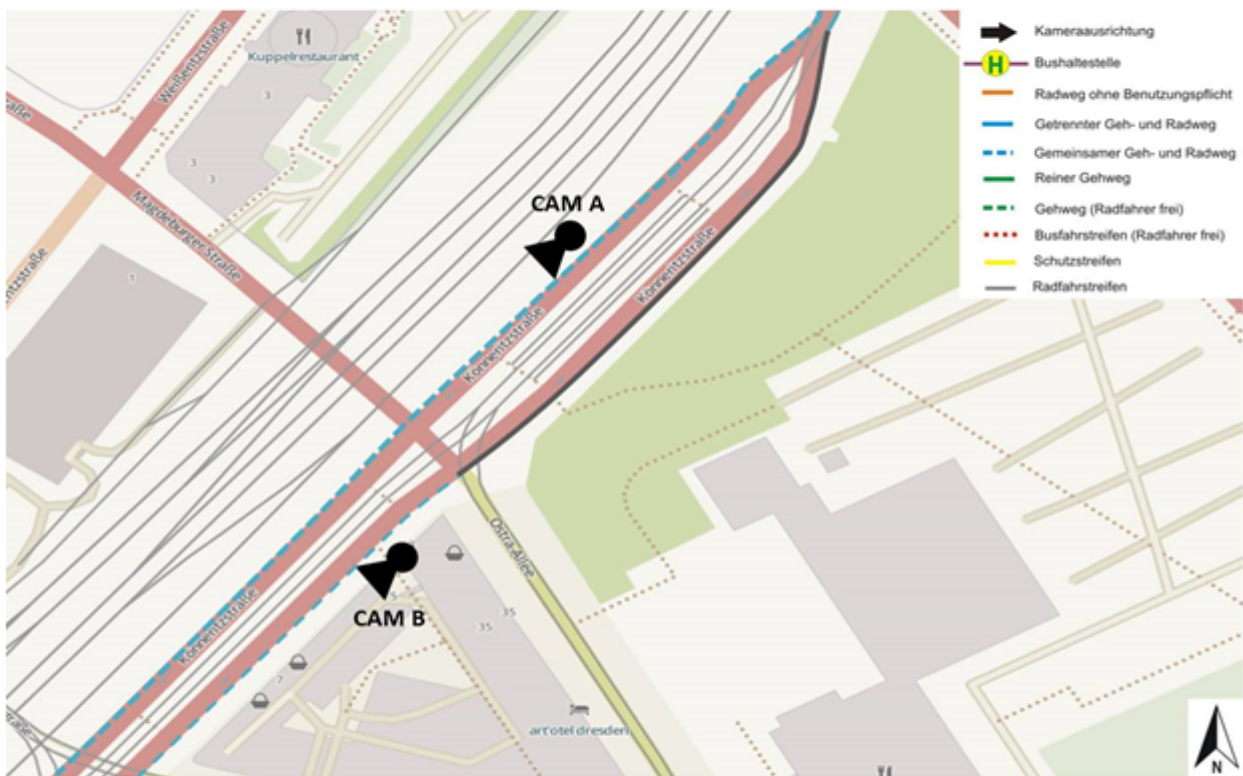 Kuppelrestaurant
Weißeritzstraße
3
3
3
Magdeburger Straße
1
CAM A
Könneritzstraße
Könneritzstraße
CAM B
Könneritzstraße
Ostra-Allee
35
35
7
art'otel dresden
Kameraausrichtung
H Bushaltestelle
Radweg ohne Benutzungspflicht
Getrennter Geh- und Radweg
Gemeinsamer Geh- und Radweg
Reiner Gehweg
Gehweg (Radfahrer frei)
Busfahrstreifen (Radfahrer frei)
Schutzstreifen
Radfahrstreifen
N